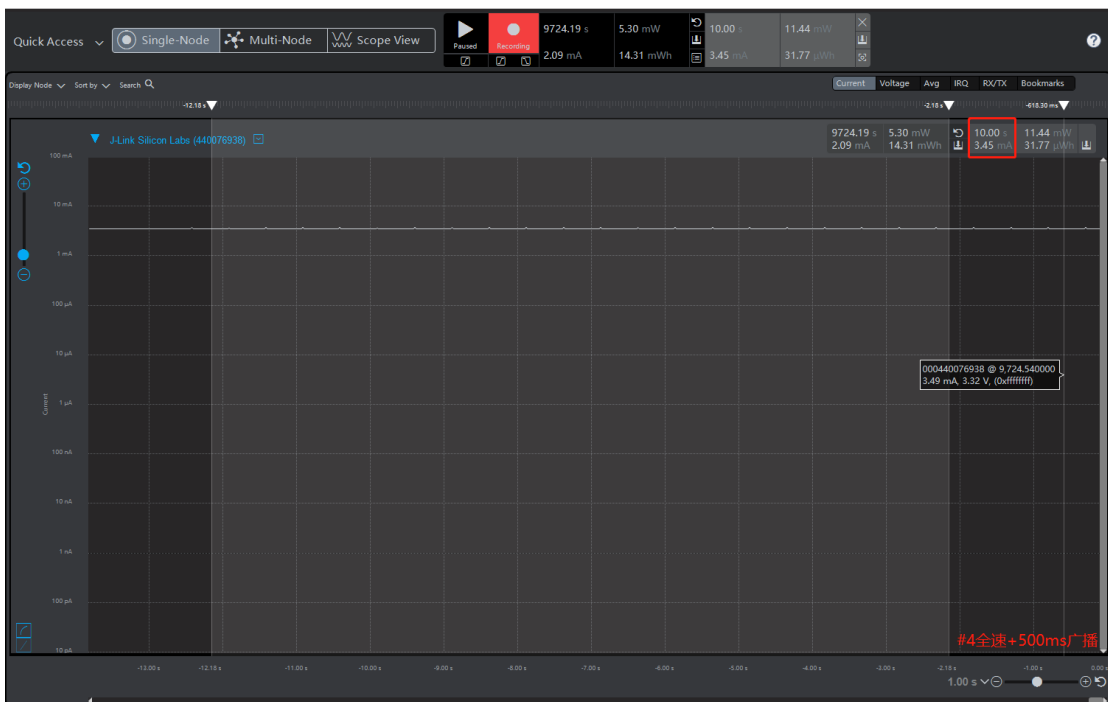 Quick Access
Single-Node
Multi-Node
Scope View
Paused
Recording
9724.19 s
5.30 mW
2.09 mA
14.31 mWh
10.00 s
11.44 mW
3.45 mA
31.77 µWh
?
Display Node
Sort by
Search
Current
Voltage
Avg
IRQ
RX/TX
Bookmarks
-12.18 s
-2.18 s
-618.30 ms
J-Link Silicon Labs (440076938)
9724.19 s 5.30 mW
2.09 mA 14.31 mWh
10.00 s 11.44 mW
3.45 mA 31.77 µWh
100 mA
10 mA
1 mA
100 µA
10 µA
1 µA
100 nA
10 nA
1 nA
100 pA
10 pA
Current
000440076938 @ 9,724.540000
3.49 mA, 3.32 V, (0xffffffff)
#4全速+500ms广播
-13.00 s
-12.18 s
-11.00 s
-10.00 s
-9.00 s
-8.00 s
-7.00 s
-6.00 s
-5.00 s
-4.00 s
-3.00 s
-2.18 s
-1.00 s
0.00 s
1.00 s